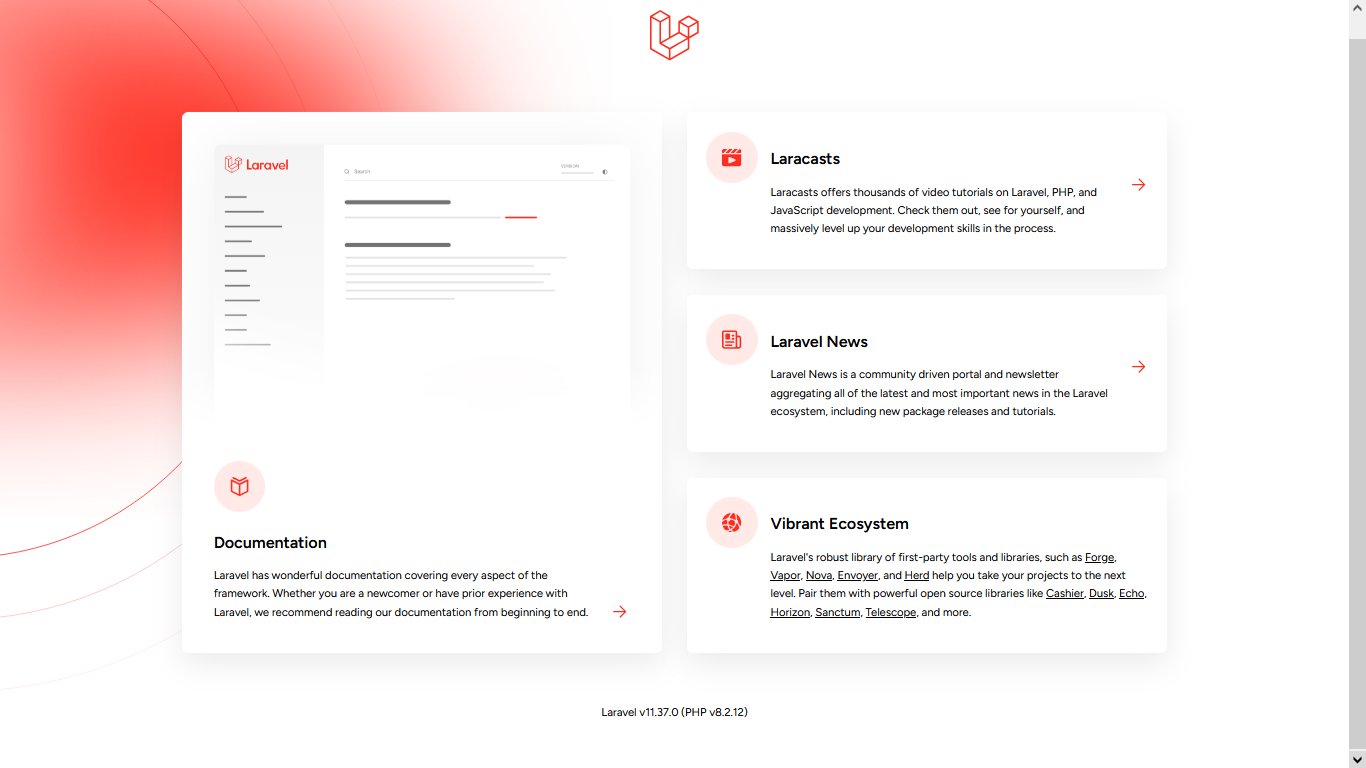 Laravel
Search
VERSION
Documentation
Laravel has wonderful documentation covering every aspect of the
framework. Whether you are a newcomer or have prior experience with
Laravel, we recommend reading our documentation from beginning to end.
Laracasts
Laracasts offers thousands of video tutorials on Laravel, PHP, and
JavaScript development. Check them out, see for yourself, and
massively level up your development skills in the process.
Laravel News
Laravel News is a community driven portal and newsletter
aggregating all of the latest and most important news in the Laravel
ecosystem, including new package releases and tutorials.
Vibrant Ecosystem
Laravel's robust library of first-party tools and libraries, such as Forge,
Vapor, Nova, Envoyer, and Herd help you take your projects to the next
level. Pair them with powerful open source libraries like Cashier, Dusk, Echo,
Horizon, Sanctum, Telescope, and more.
Laravel v11.37.0 (PHP v8.2.12)